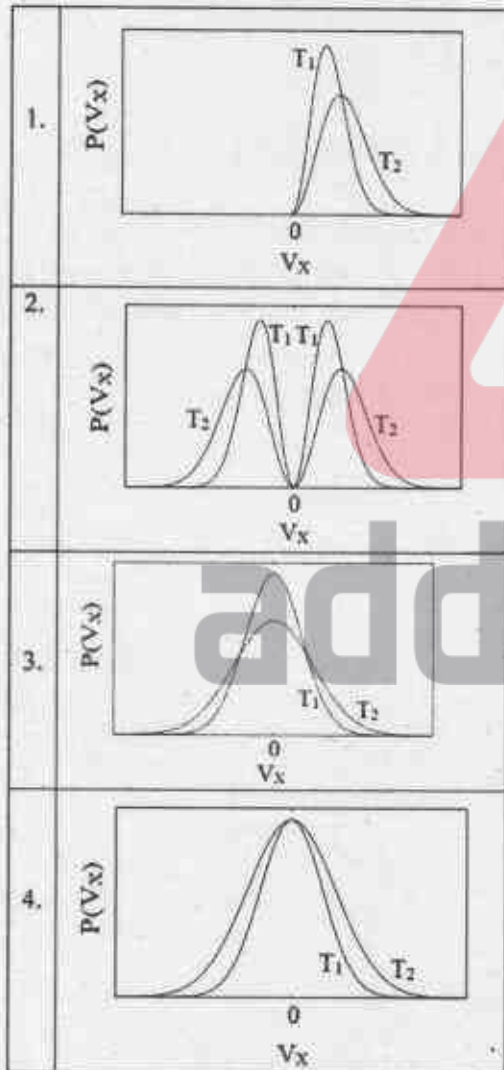 1.
P(Vx)
T1
T2
0
Vx
2.
P(Vx)
T1 T1
T2
T2
0
Vx
3.
P(Vx)
T1
T2
0
Vx
4.
P(Vx)
T1
T2
0
Vx
add